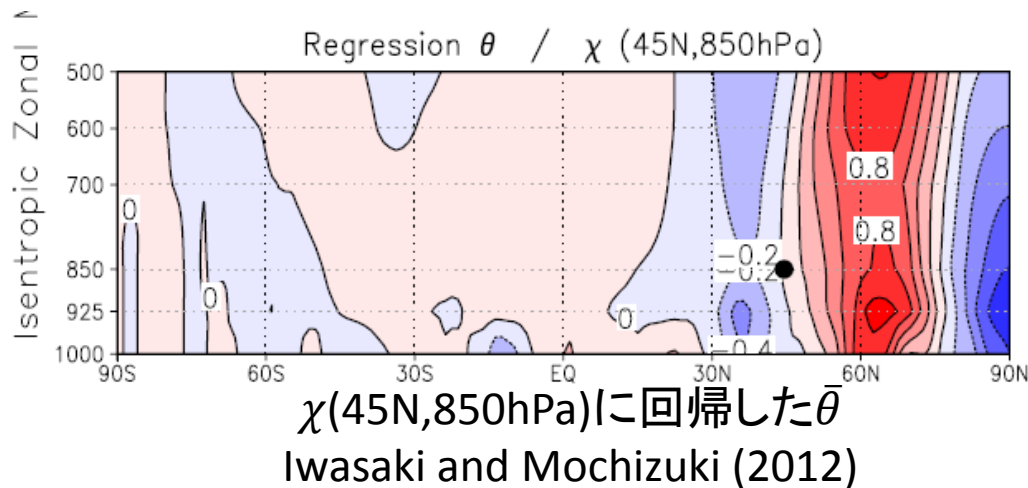 Regression θ / χ (45N,850hPa)
Isentropic Zonal
500
600
700
850
925
1000
0
0
0
-0.2
-0.2
-0.4
0.8
0.8
90S 60S 30S EQ 30N 60N 90N
χ(45N,850hPa)に回帰したθ̄
Iwasaki and Mochizuki (2012)